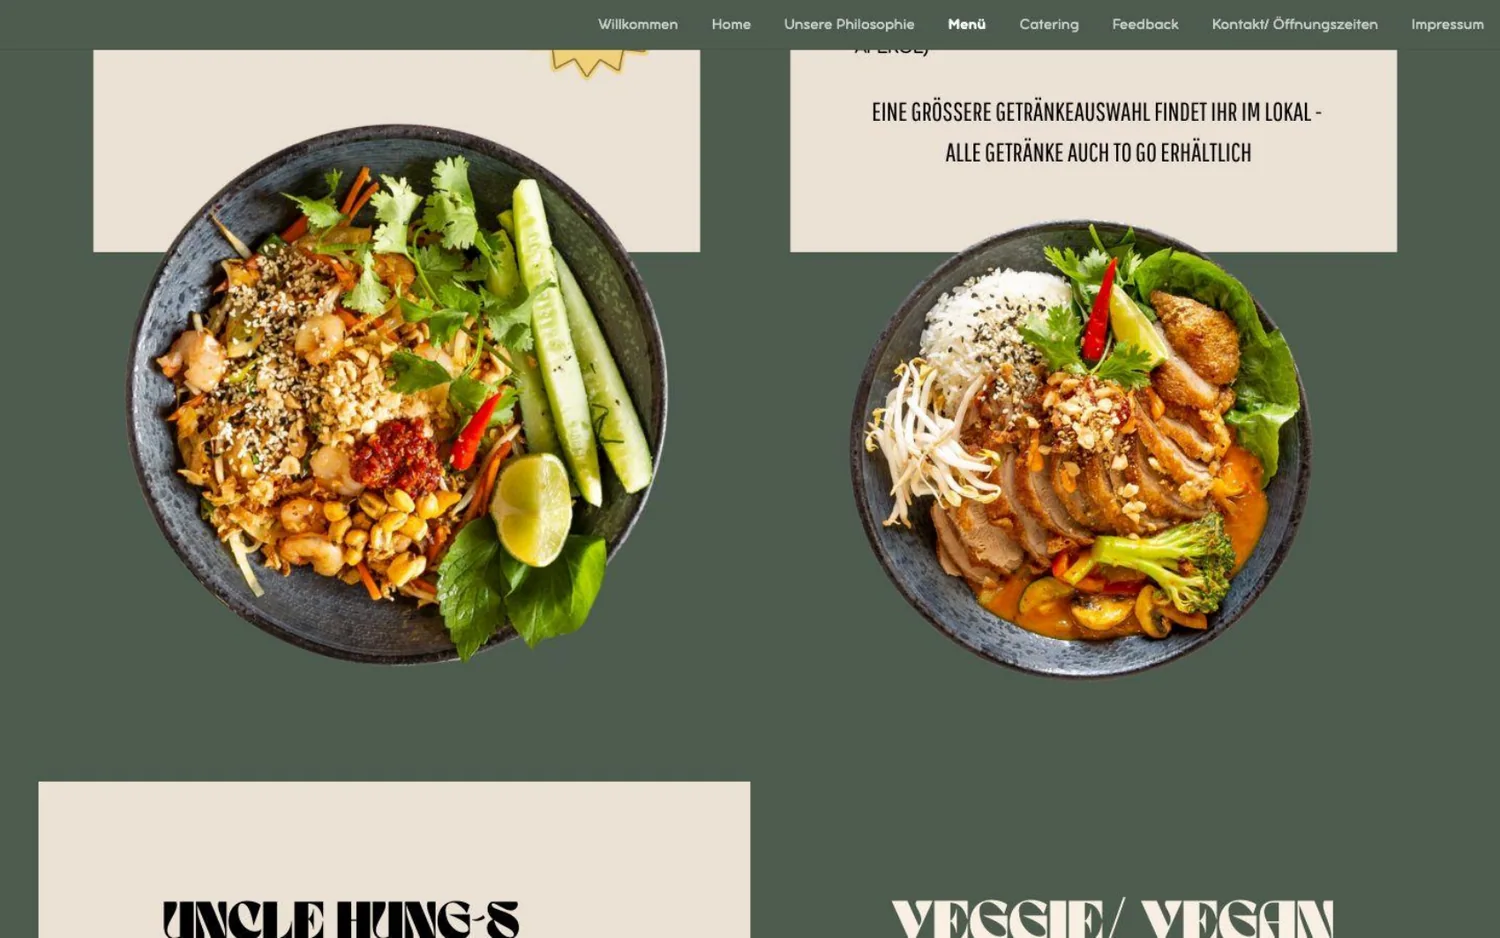 Willkommen Home Unsere Philosophie Menü Catering Feedback Kontakt/ Öffnungszeiten Impressum
EINE GRÖSSERE GETRÄNKEAUSWAHL FINDET IHR IM LOKAL -
ALLE GETRÄNKE AUCH TO GO ERHÄLTLICH
UNCLE HUNG-S
VEGGIE/ VEGAN